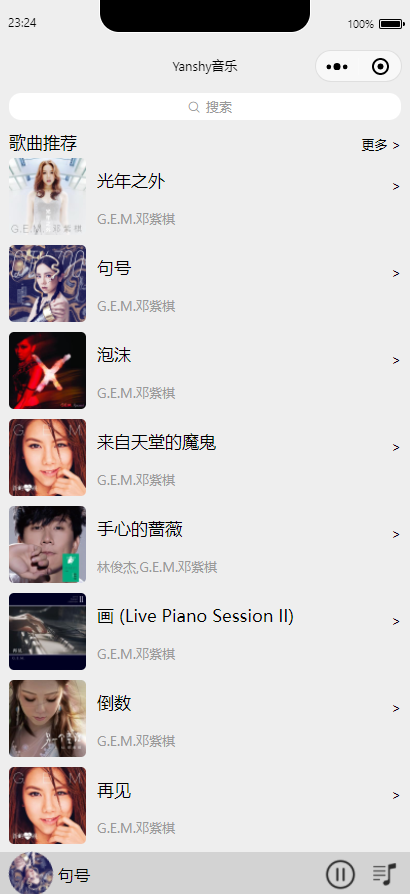 23:24
100%
Yanshy音乐
搜索
歌曲推荐
更多 >
光年之外
>
G.E.M.邓紫棋
G.E.M. 邓紫棋
句号
>
G.E.M.邓紫棋
泡沫
>
G.E.M.邓紫棋
来自天堂的魔鬼
>
G.E.M.邓紫棋
手心的蔷薇
>
林俊杰,G.E.M.邓紫棋
画 (Live Piano Session II)
>
G.E.M.邓紫棋
倒数
>
G.E.M.邓紫棋
再见
>
G.E.M.邓紫棋
句号